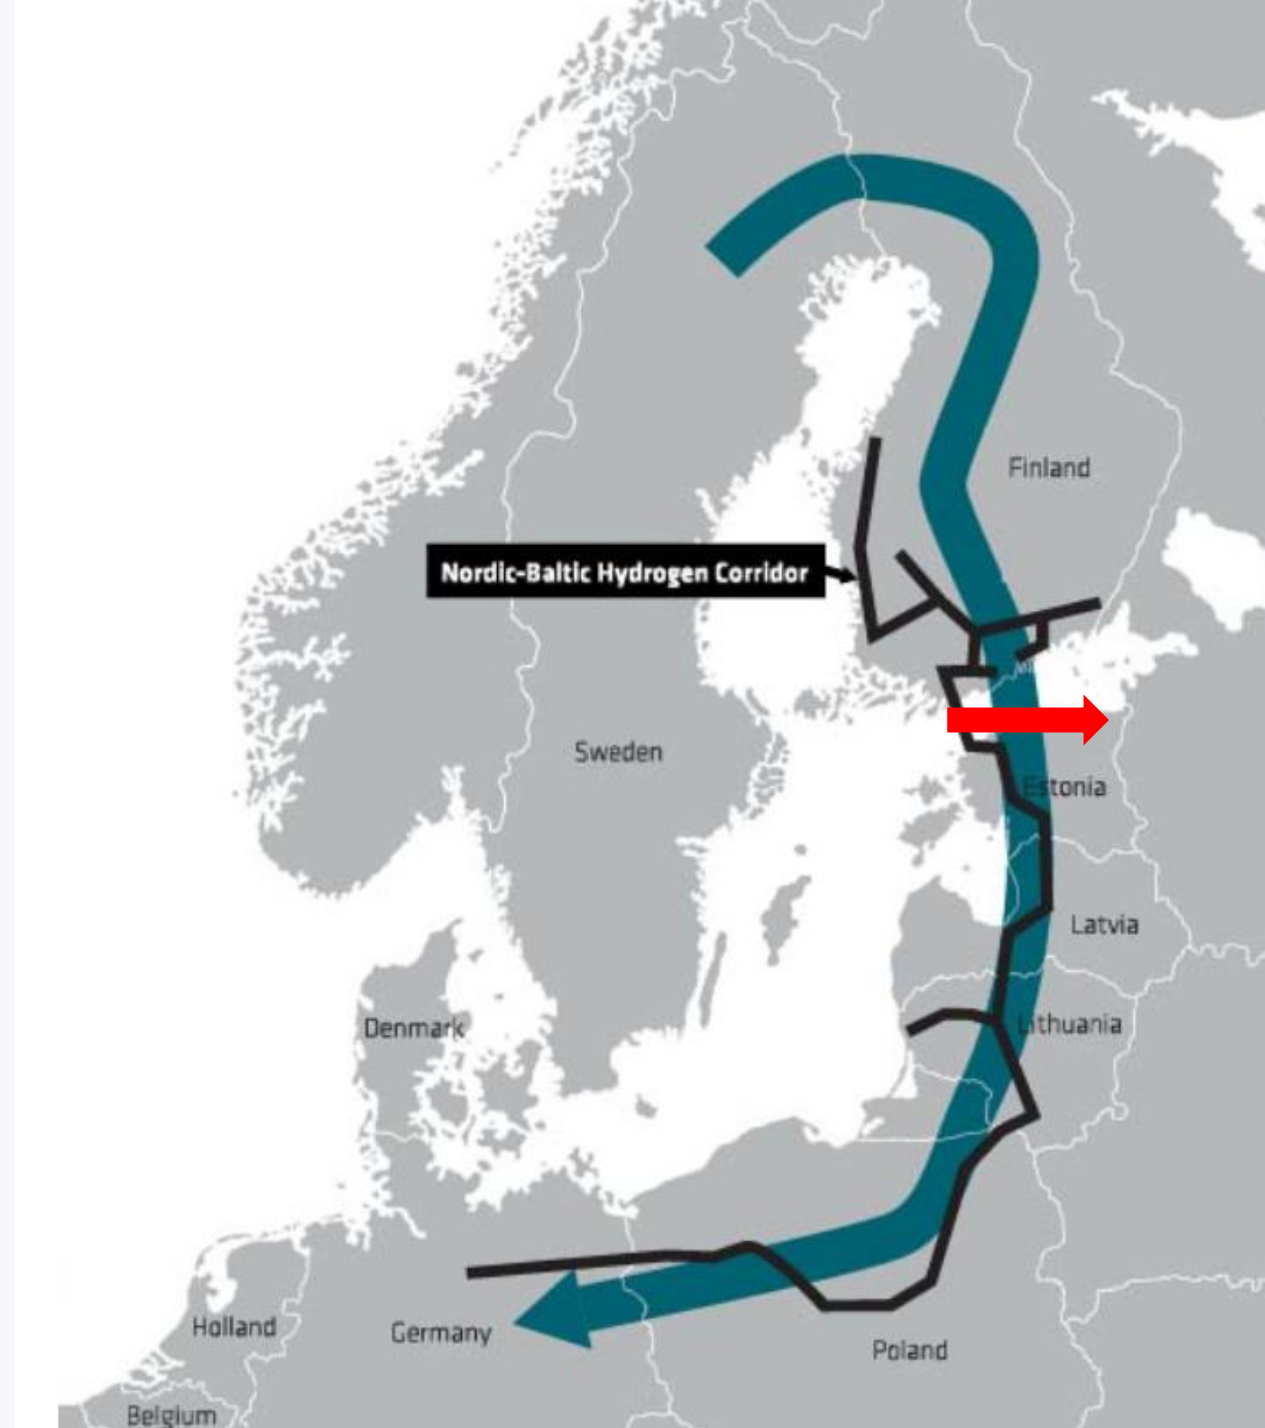 Finland
Nordic-Baltic Hydrogen Corridor
Sweden
Estonia
Latvia
Lithuania
Denmark
Holland
Germany
Poland
Belgium